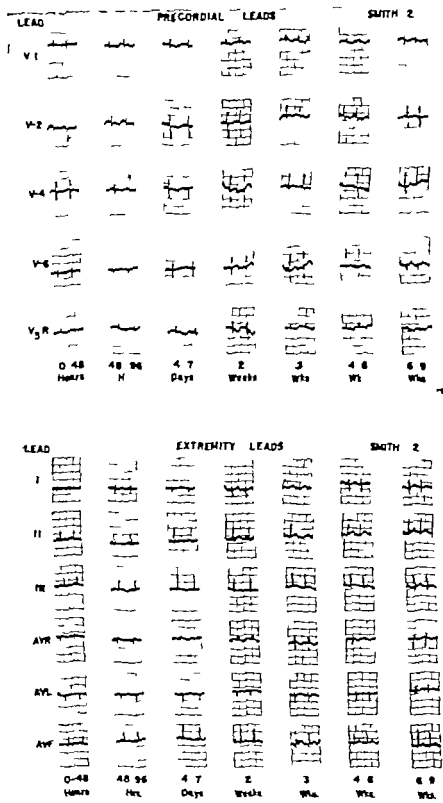 LEAD PRECORDIAL LEADS SMITH 2
V 1
V-2
V-4
V-6
V3 R
0 48 48 96 4 7 2 3 4 6 6 9
Hours H Days Weeks Wks Wk Wks
LEAD EXTREMITY LEADS SMITH 2
I
II
III
AVR
AVL
AVF
0-48 48 96 4 7 2 3 4 6 6 9
Hours Hrs Days Weeks Wks Wks Wks